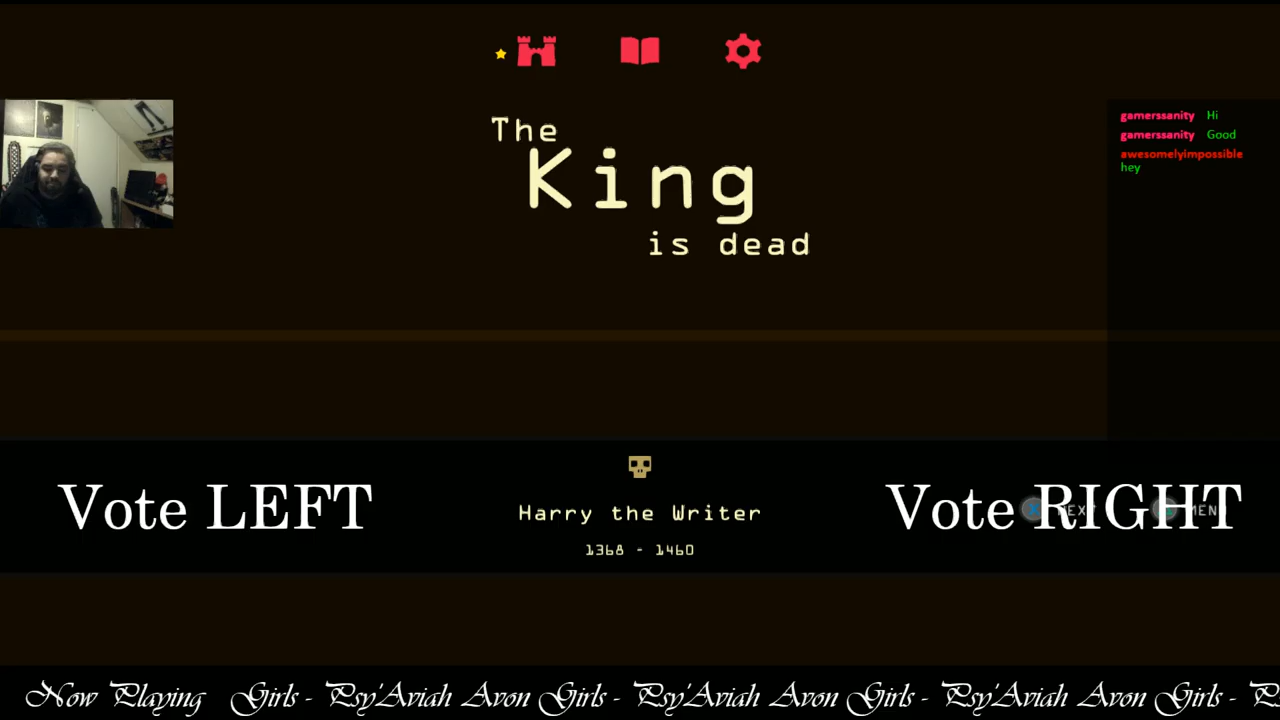 The
King
is dead
gamerssanity Hi
gamerssanity Good
awesomelyimpossible
hey
Vote LEFT
Harry the Writer
1368 - 1460
Vote RIGHT
Now Playing Girls - Psy'Aviah Avon Girls - Psy'Aviah Avon Girls - Psy'Aviah Avon Girls - P